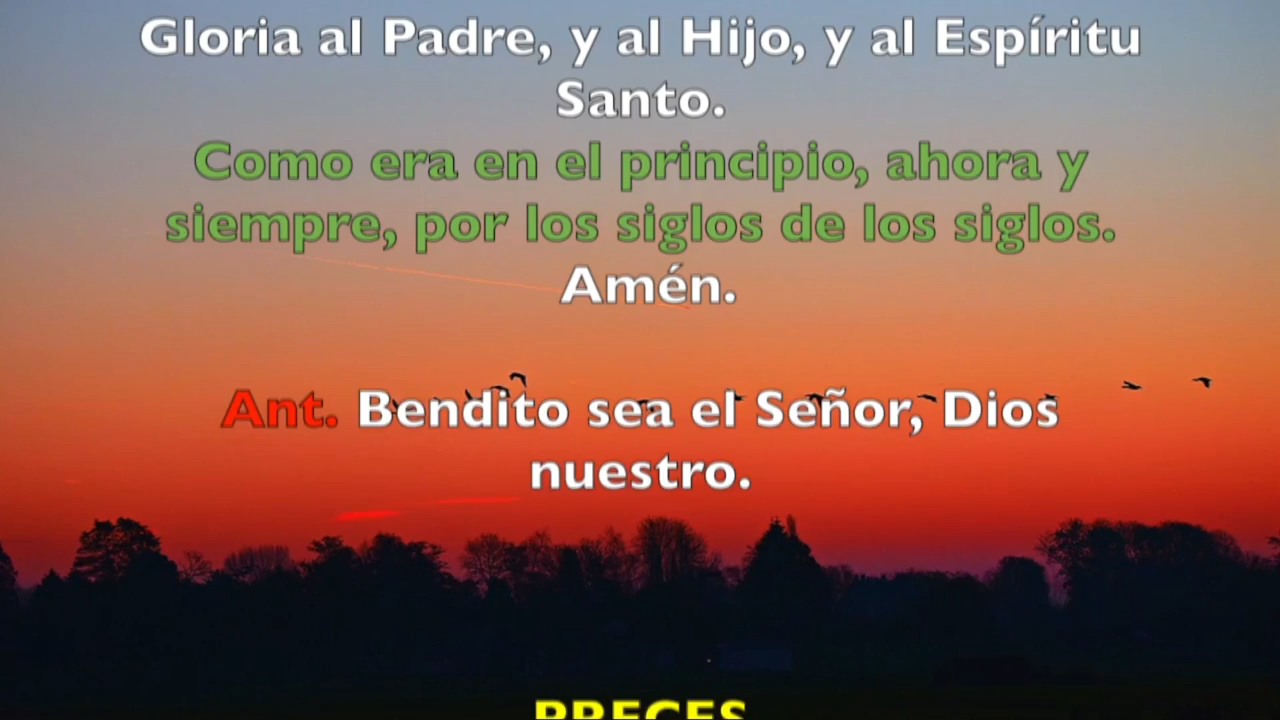 Gloria al Padre, y al Hijo, y al Espíritu
Santo.
Como era en el principio, ahora y
siempre, por los siglos de los siglos.
Amén.
Ant. Bendito sea el Señor, Dios
nuestro.
PRECES